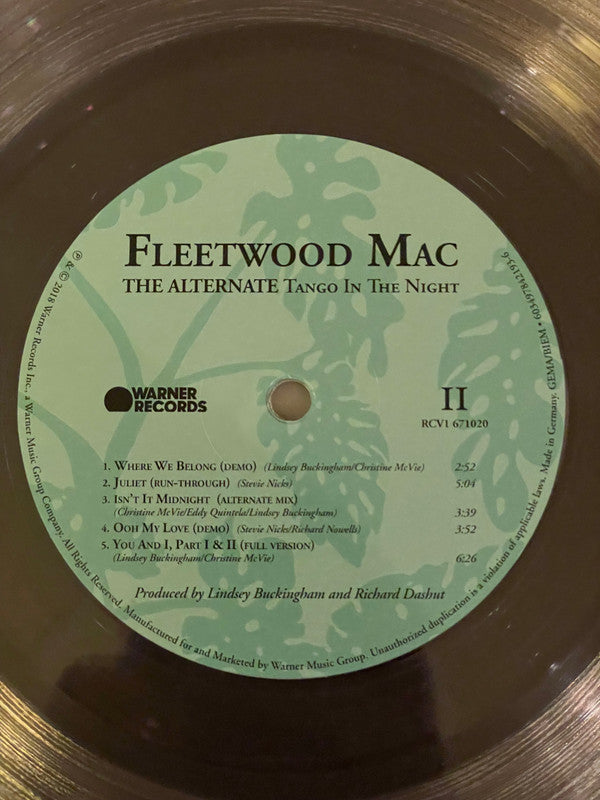 FLEETWOOD MAC
THE ALTERNATE TANGO IN THE NIGHT
WARNER
RECORDS
II
RCV1 671020
1. WHERE WE BELONG (DEMO) (Lindsey Buckingham/Christine McVie) 2:52
2. JULIET (RUN-THROUGH) (Stevie Nicks) 5:04
3. ISN'T IT MIDNIGHT (ALTERNATE MIX)
(Christine McVie/Eddy Quintela/Lindsey Buckingham) 3:39
4. OOH MY LOVE (DEMO) (Stevie Nicks/Richard Nowells) 3:52
5. YOU AND I, PART I & II (FULL VERSION)
(Lindsey Buckingham/Christine McVie) 6:26
Produced by Lindsey Buckingham and Richard Dashut
℗ & © 2018 Warner Records Inc., a Warner Music Group Company. All Rights Reserved. Manufactured for and Marketed by Warner Music Group. Unauthorized duplication is a violation of applicable laws. Made in Germany. GEMA/BIEM • 603497842193-6